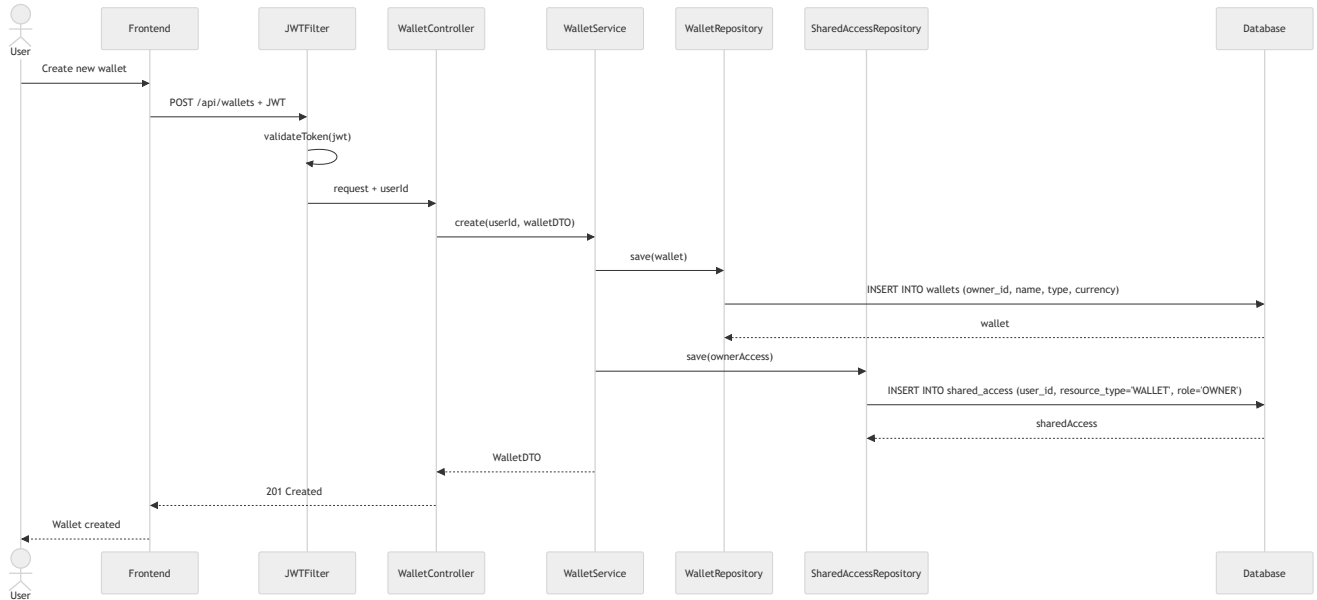 Frontend
JWTFilter
WalletController
WalletService
WalletRepository
SharedAccessRepository
Database
User
Create new wallet
POST /api/wallets + JWT
validateToken(jwt)
request + userId
create(userId, walletDTO)
save(wallet)
INSERT INTO wallets (owner_id, name, type, currency)
wallet
save(ownerAccess)
INSERT INTO shared_access (user_id, resource_type='WALLET', role='OWNER')
sharedAccess
WalletDTO
201 Created
Wallet created
Frontend
JWTFilter
WalletController
WalletService
WalletRepository
SharedAccessRepository
Database
User